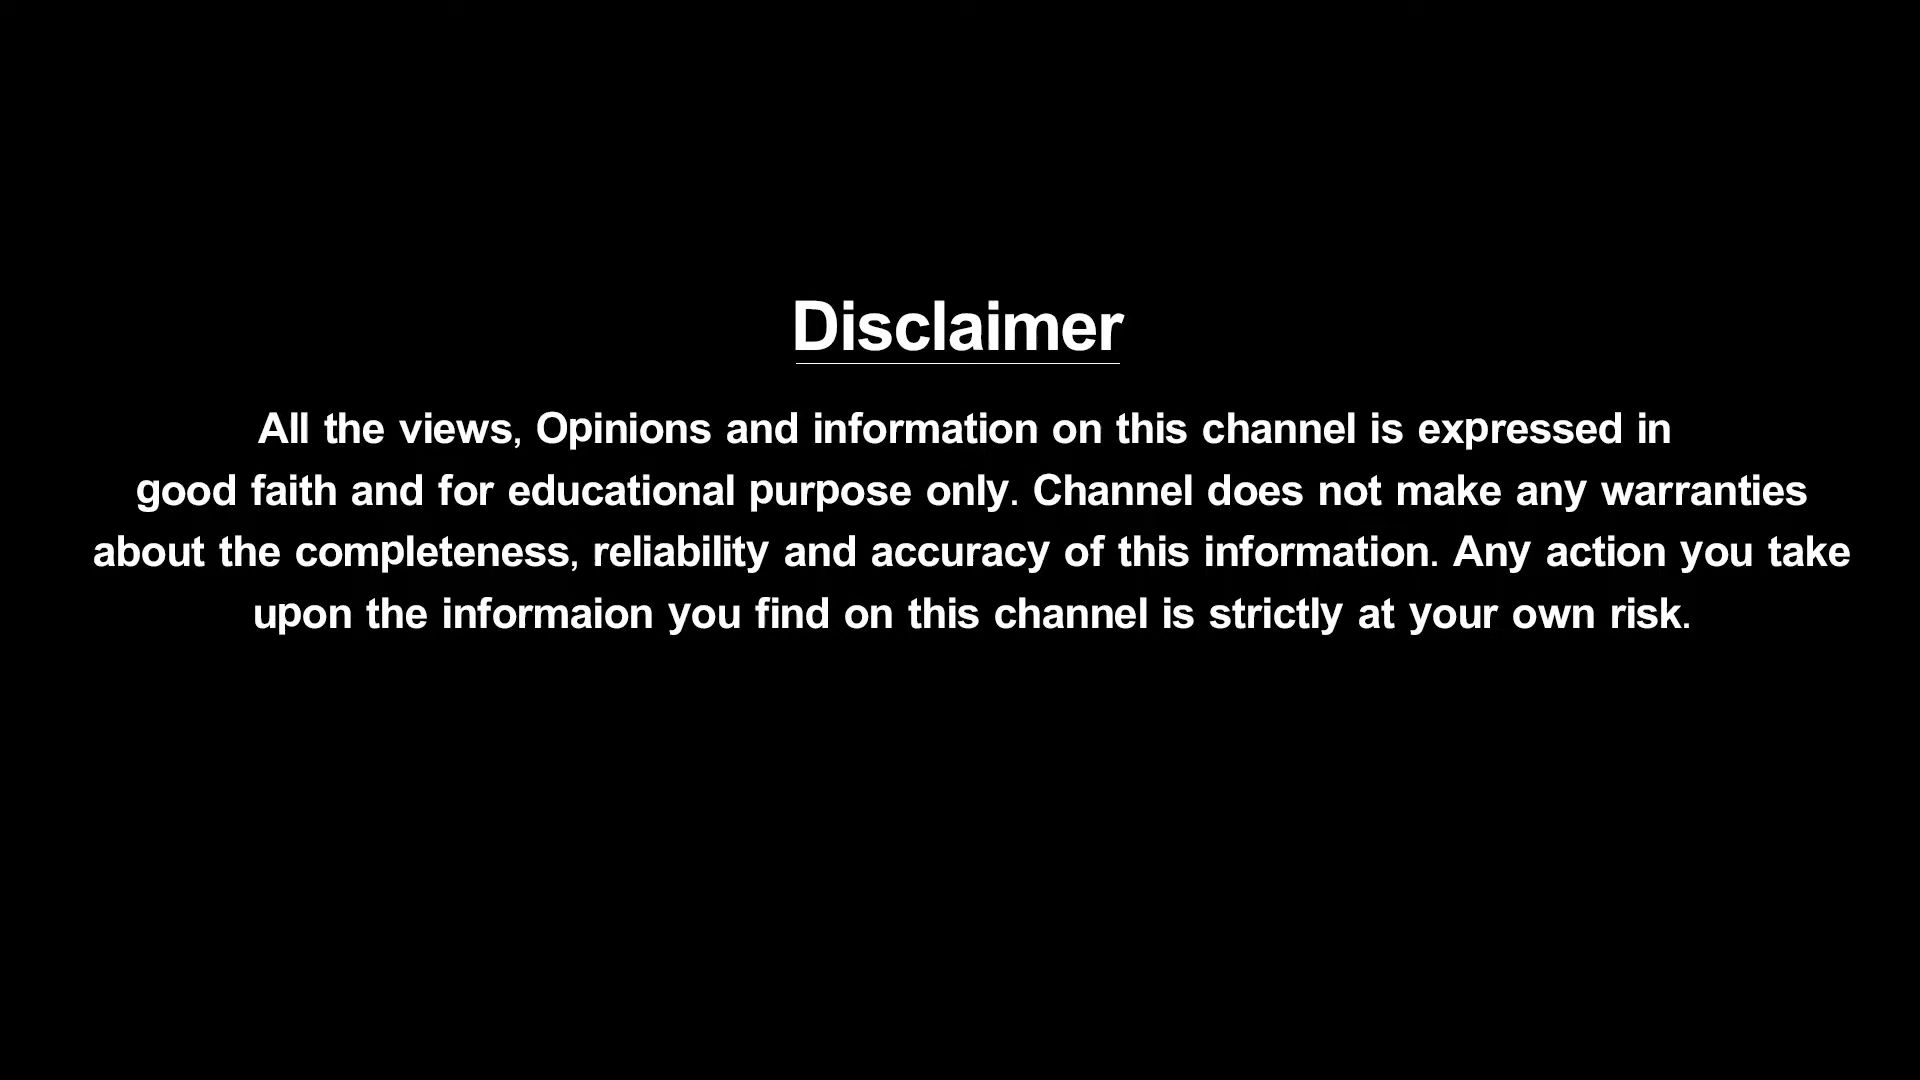 Disclaimer
All the views, Opinions and information on this channel is expressed in
good faith and for educational purpose only. Channel does not make any warranties
about the completeness, reliability and accuracy of this information. Any action you take
upon the informaion you find on this channel is strictly at your own risk.